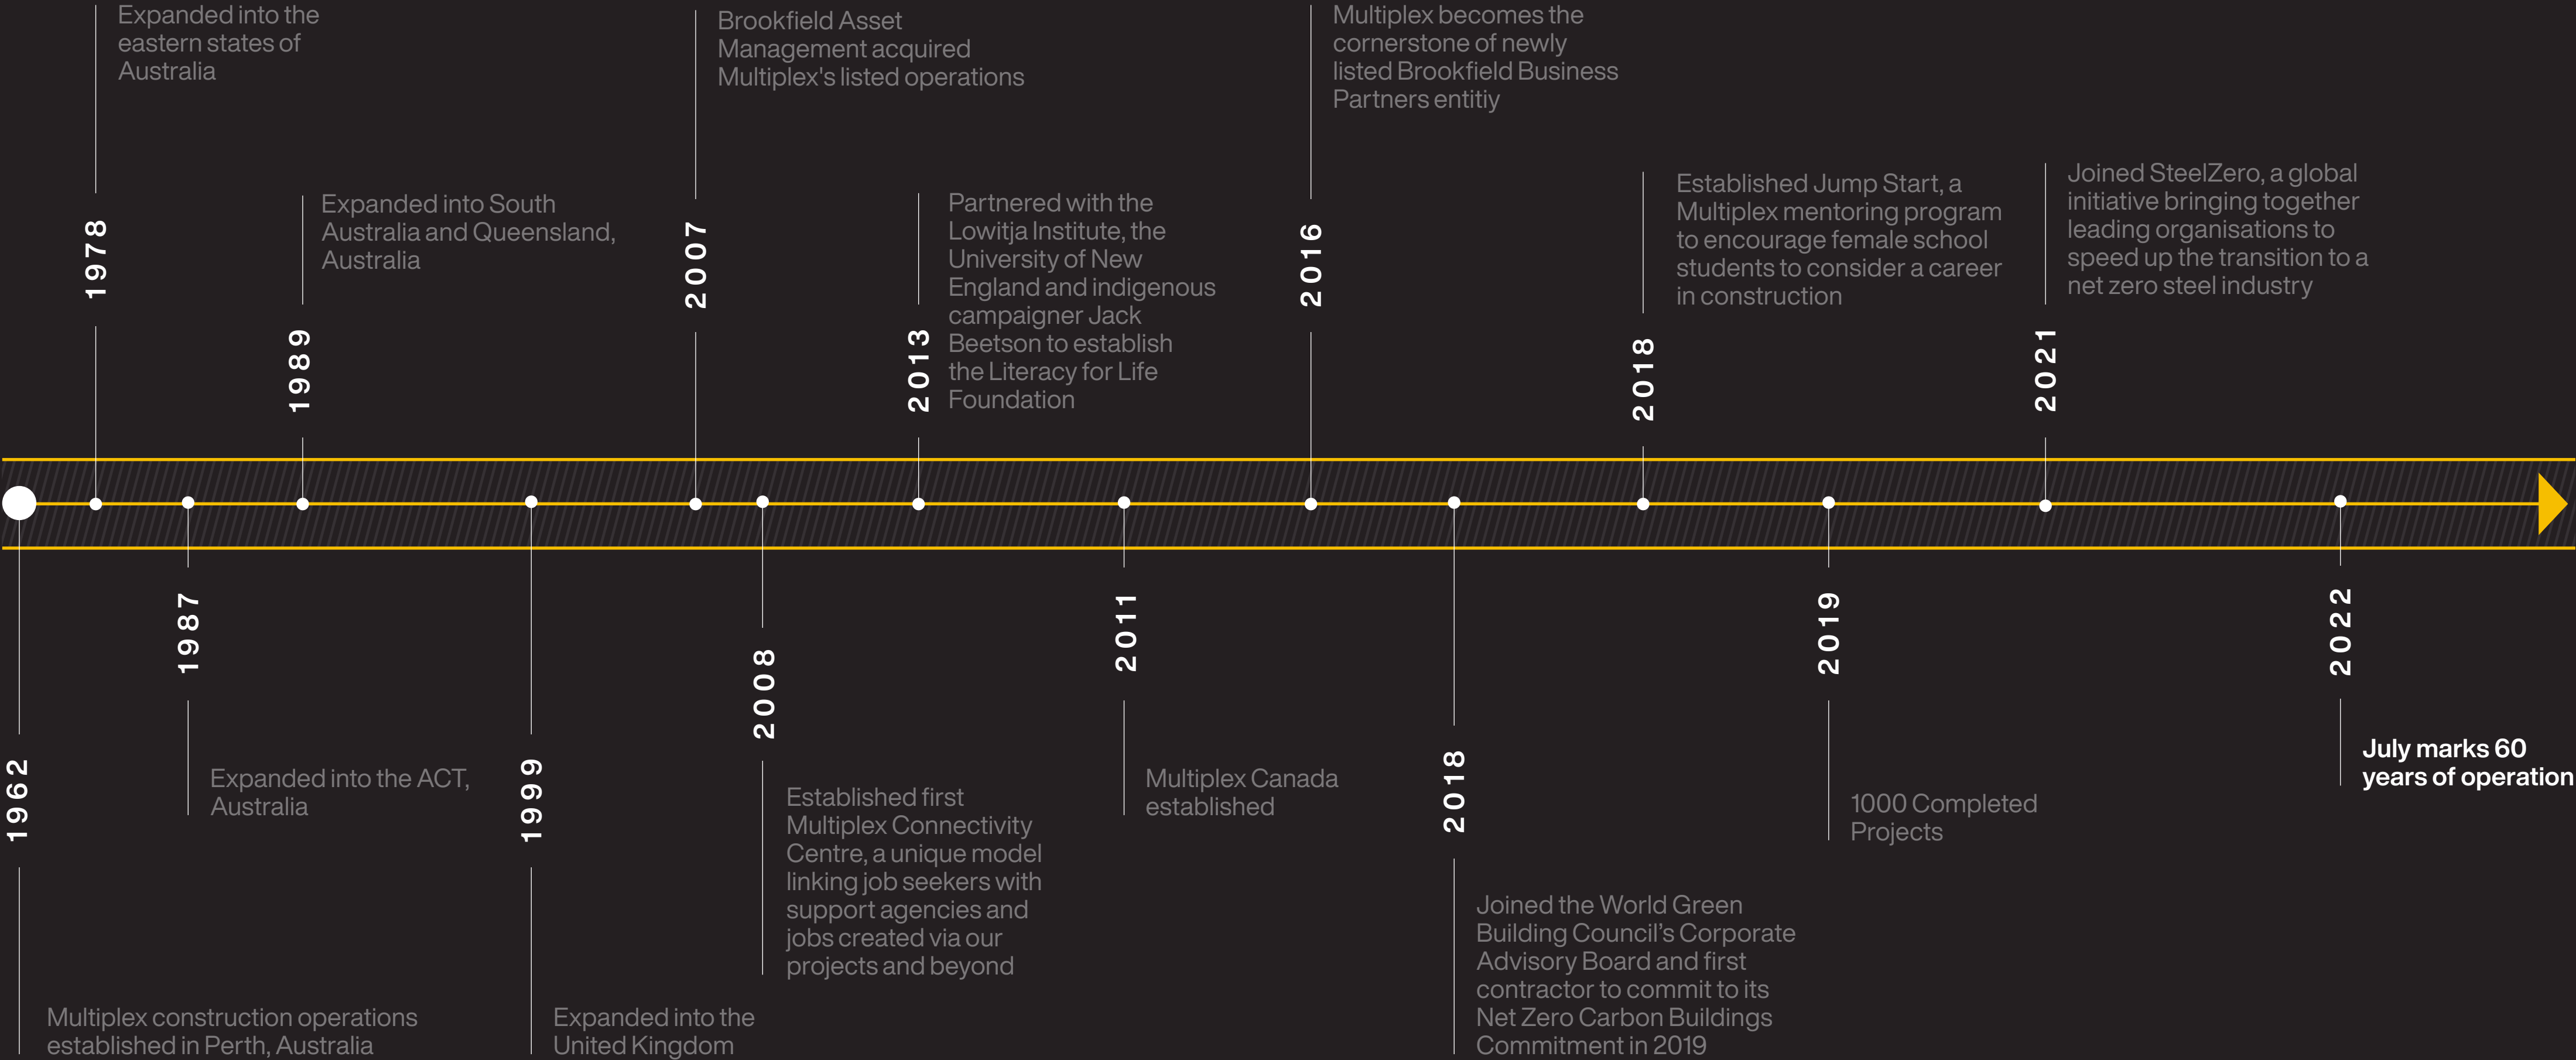 1978
Expanded into the
eastern states of
Australia
1989
Expanded into South
Australia and Queensland,
Australia
2007
Brookfield Asset
Management acquired
Multiplex's listed operations
2013
Partnered with the
Lowitja Institute, the
University of New
England and indigenous
campaigner Jack
Beetson to establish
the Literacy for Life
Foundation
2016
Multiplex becomes the
cornerstone of newly
listed Brookfield Business
Partners entitiy
2018
Established Jump Start, a
Multiplex mentoring program
to encourage female school
students to consider a career
in construction
2021
Joined SteelZero, a global
initiative bringing together
leading organisations to
speed up the transition to a
net zero steel industry
1962
Multiplex construction operations
established in Perth, Australia
1987
Expanded into the ACT,
Australia
1999
Expanded into the
United Kingdom
2008
Established first
Multiplex Connectivity
Centre, a unique model
linking job seekers with
support agencies and
jobs created via our
projects and beyond
2011
Multiplex Canada
established
2018
Joined the World Green
Building Council’s Corporate
Advisory Board and first
contractor to commit to its
Net Zero Carbon Buildings
Commitment in 2019
2019
1000 Completed
Projects
2022
July marks 60
years of operation